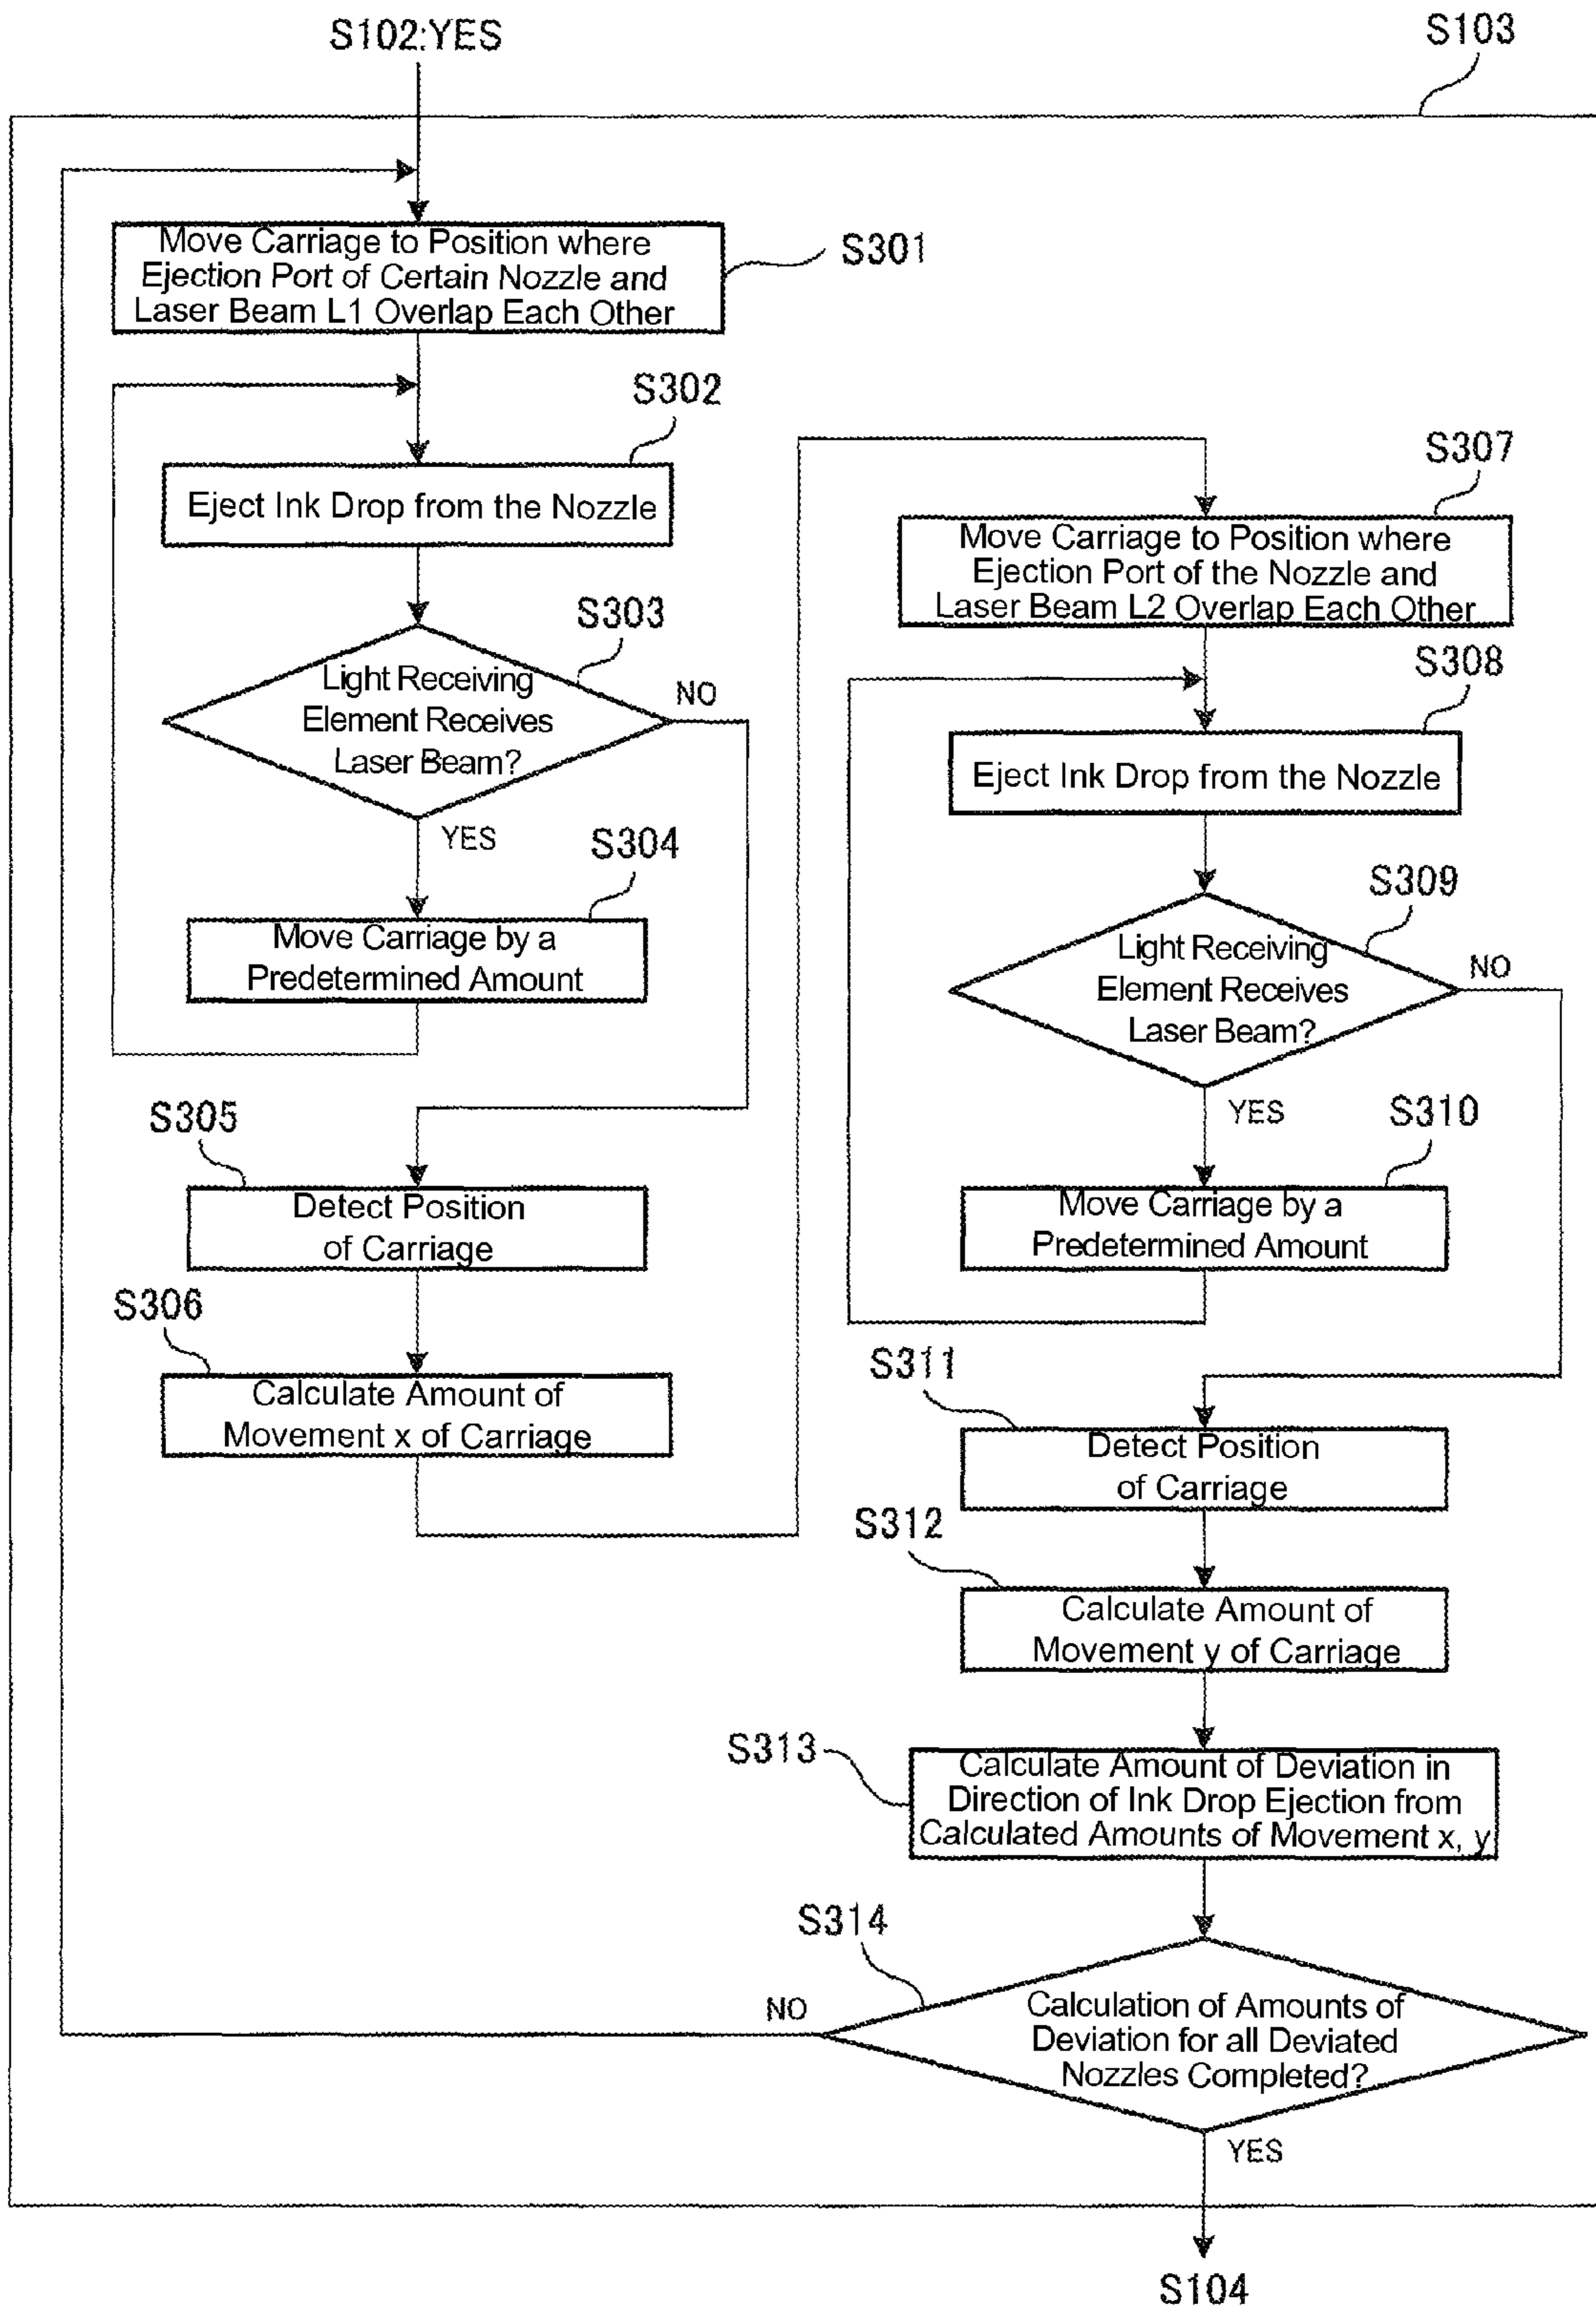 S102:YES
S103
Move Carriage to Position where
Ejection Port of Certain Nozzle and
Laser Beam L1 Overlap Each Other
S301
S302
Eject Ink Drop from the Nozzle
S303
Light Receiving
Element Receives
Laser Beam?
NO
YES
S304
Move Carriage by a
Predetermined Amount
S305
Detect Position
of Carriage
S306
Calculate Amount of
Movement x of Carriage
S307
Move Carriage to Position where
Ejection Port of the Nozzle and
Laser Beam L2 Overlap Each Other
S308
Eject Ink Drop from the Nozzle
S309
Light Receiving
Element Receives
Laser Beam?
NO
YES
S310
Move Carriage by a
Predetermined Amount
S311
Detect Position
of Carriage
S312
Calculate Amount of
Movement y of Carriage
S313
Calculate Amount of Deviation in
Direction of Ink Drop Ejection from
Calculated Amounts of Movement x, y
S314
Calculation of Amounts of
Deviation for all Deviated
Nozzles Completed?
NO
YES
S104